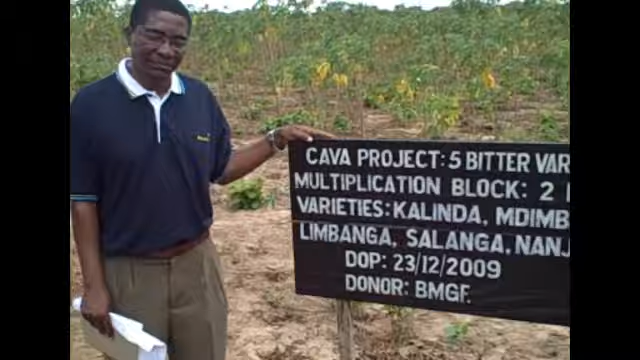 CAVA PROJECT: 5 BITTER VAR
MULTIPLICATION BLOCK: 2
VARIETIES: KALINDA, MDIMB
LIMBANGA, SALANGA, NANJ
DOP: 23/12/2009
DONOR: BMGF.